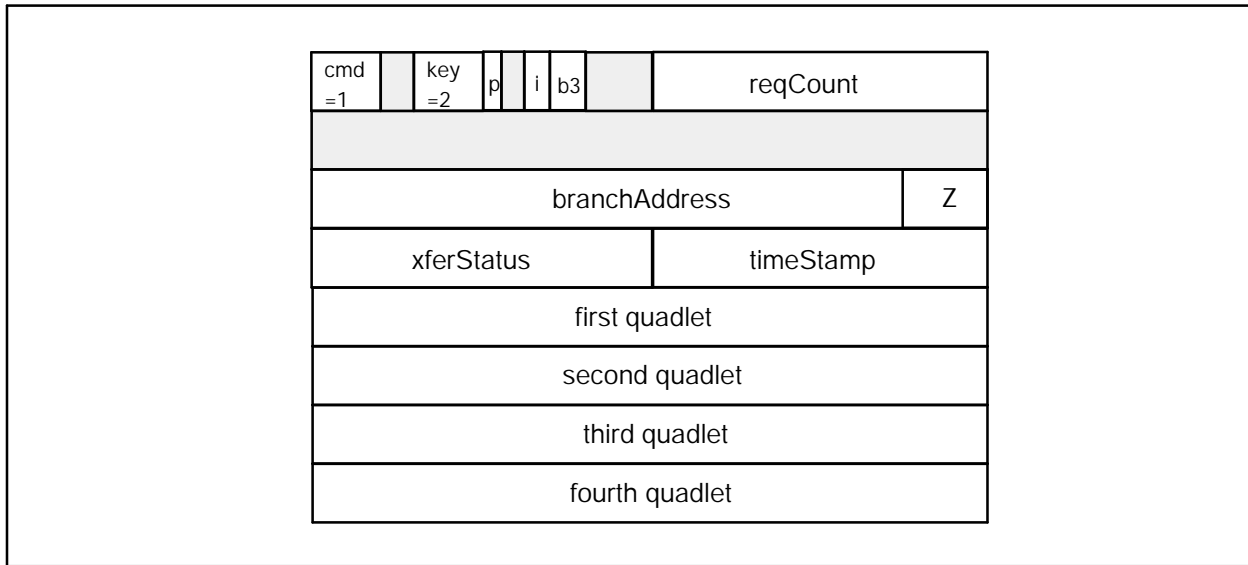 cmd =1 key =2 p i b3 reqCount
branchAddress Z
xferStatus timeStamp
first quadlet
second quadlet
third quadlet
fourth quadlet